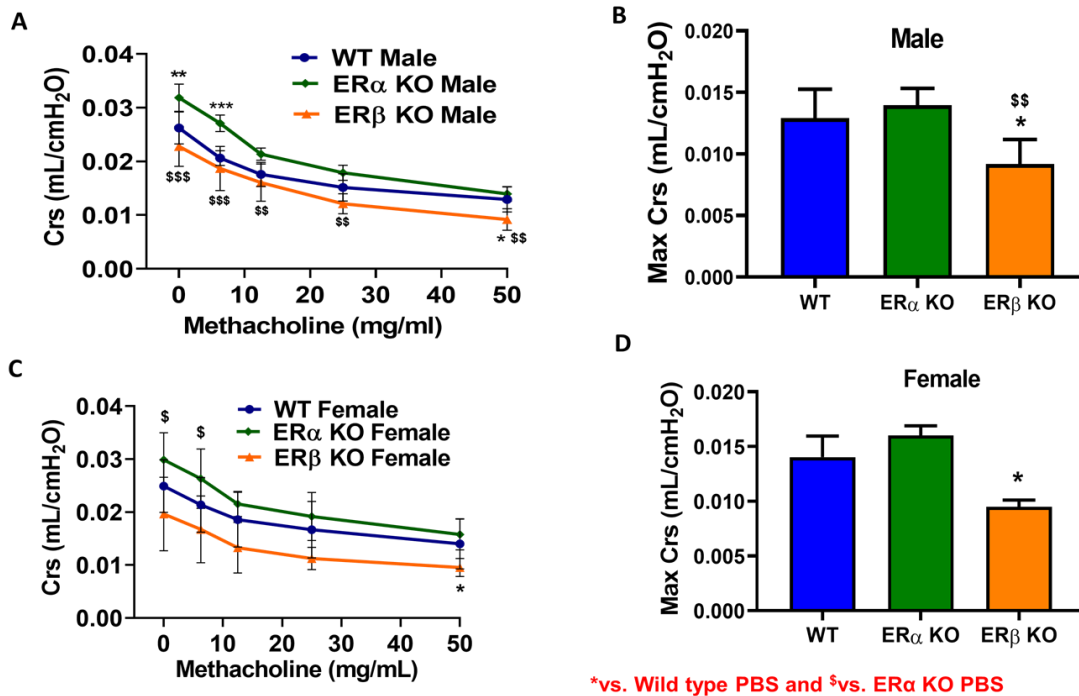 A
0.04
0.03
0.02
0.01
0.00
Crs (mL/cmH₂O)
WT Male
ERα KO Male
ERβ KO Male
**
***
$$$
$$$
$$
$$
* $$
0 10 20 30 40 50
Methacholine (mg/ml)
B
Male
0.020
0.015
0.010
0.005
0.000
Max Crs (mL/cmH₂O)
$$
*
WT ERα KO ERβ KO
C
0.04
0.03
0.02
0.01
0.00
Crs (mL/cmH₂O)
WT Female
ERα KO Female
ERβ KO Female
$ $
*
0 10 20 30 40 50
Methacholine (mg/mL)
D
Female
0.020
0.015
0.010
0.005
0.000
Max Crs (mL/cmH₂O)
*
WT ERα KO ERβ KO
*vs. Wild type PBS and $vs. ERα KO PBS